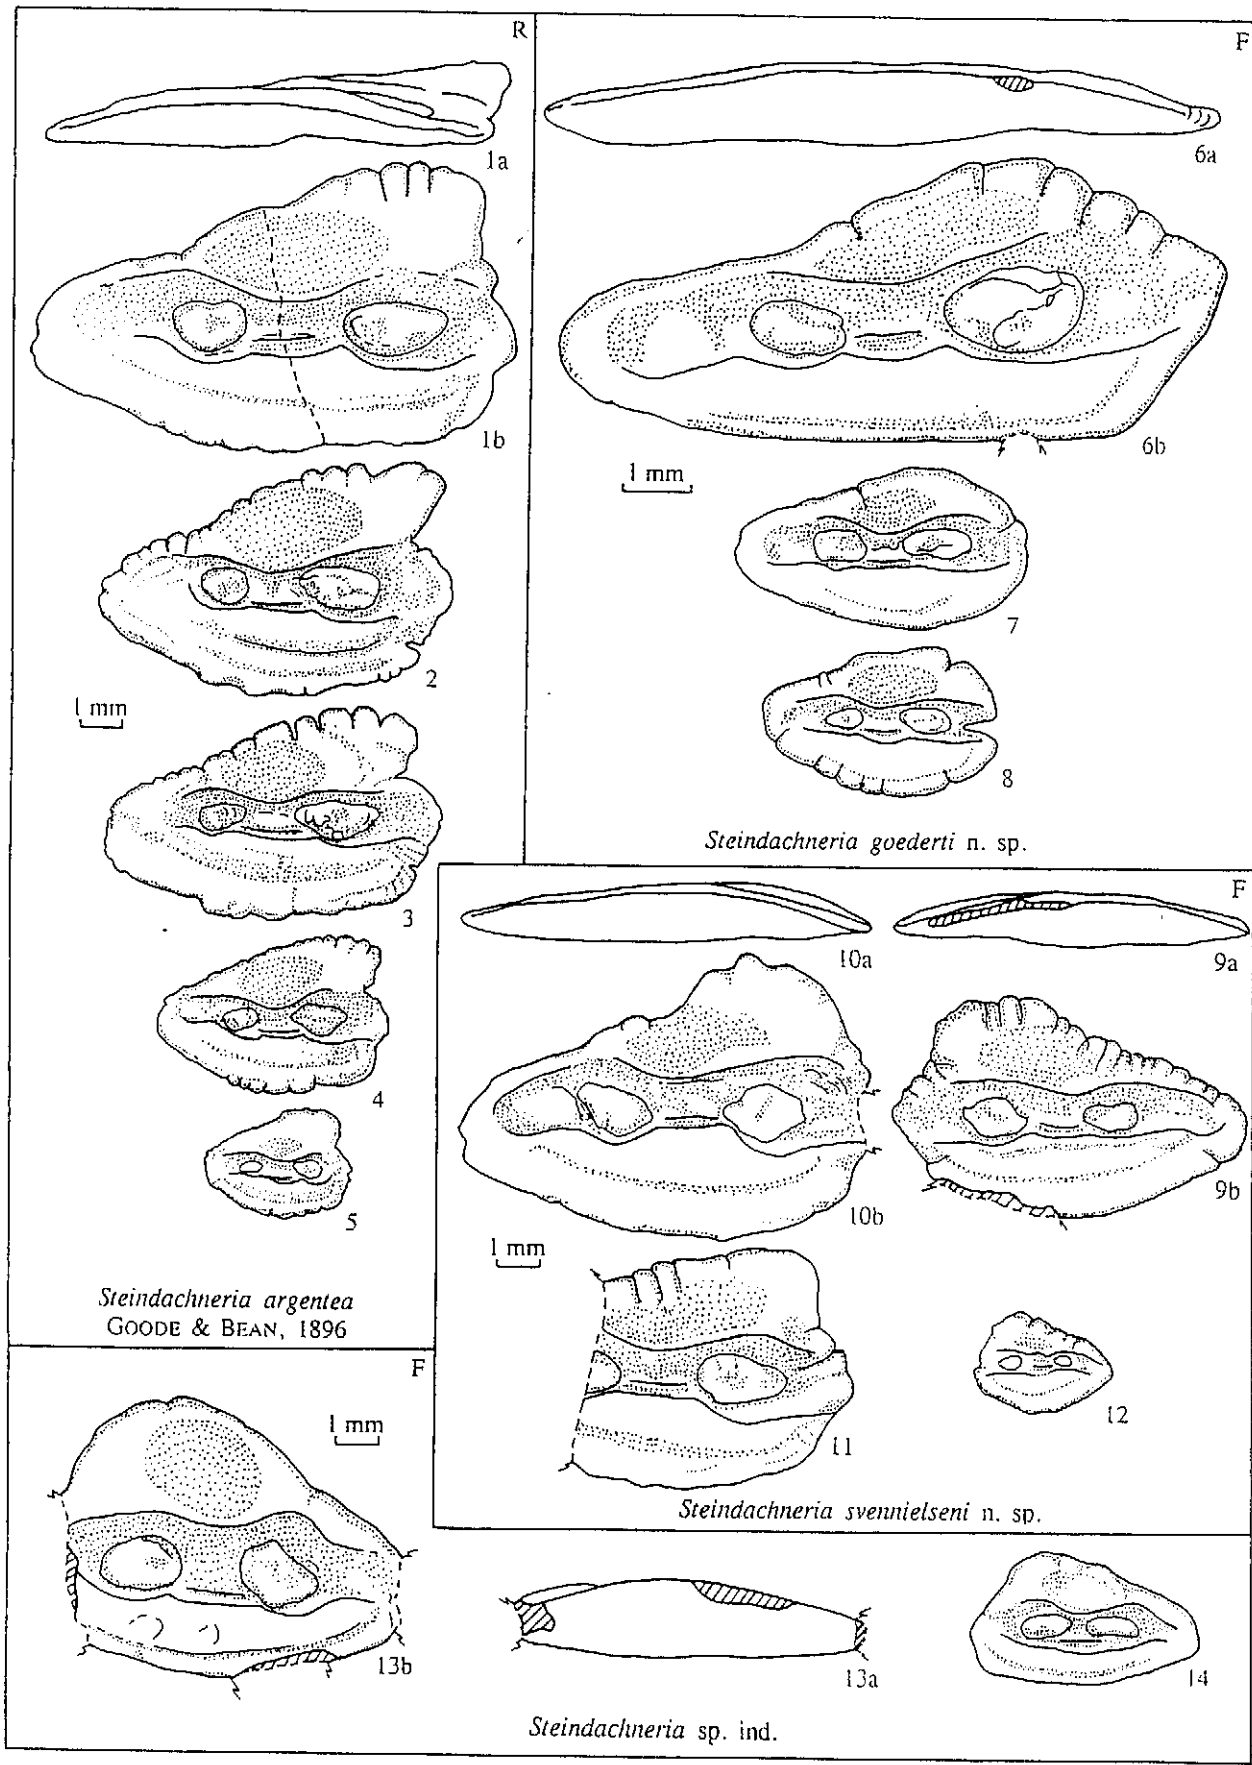 R
1a
1b
2
1 mm
3
4
5
Steindachneria argentea
GOODE & BEAN, 1896
F
6a
6b
1 mm
7
8
Steindachneria goederti n. sp.
F
10a
9a
10b
9b
1 mm
11
12
Steindachneria svennielseni n. sp.
F
1 mm
13b
13a
14
Steindachneria sp. ind.